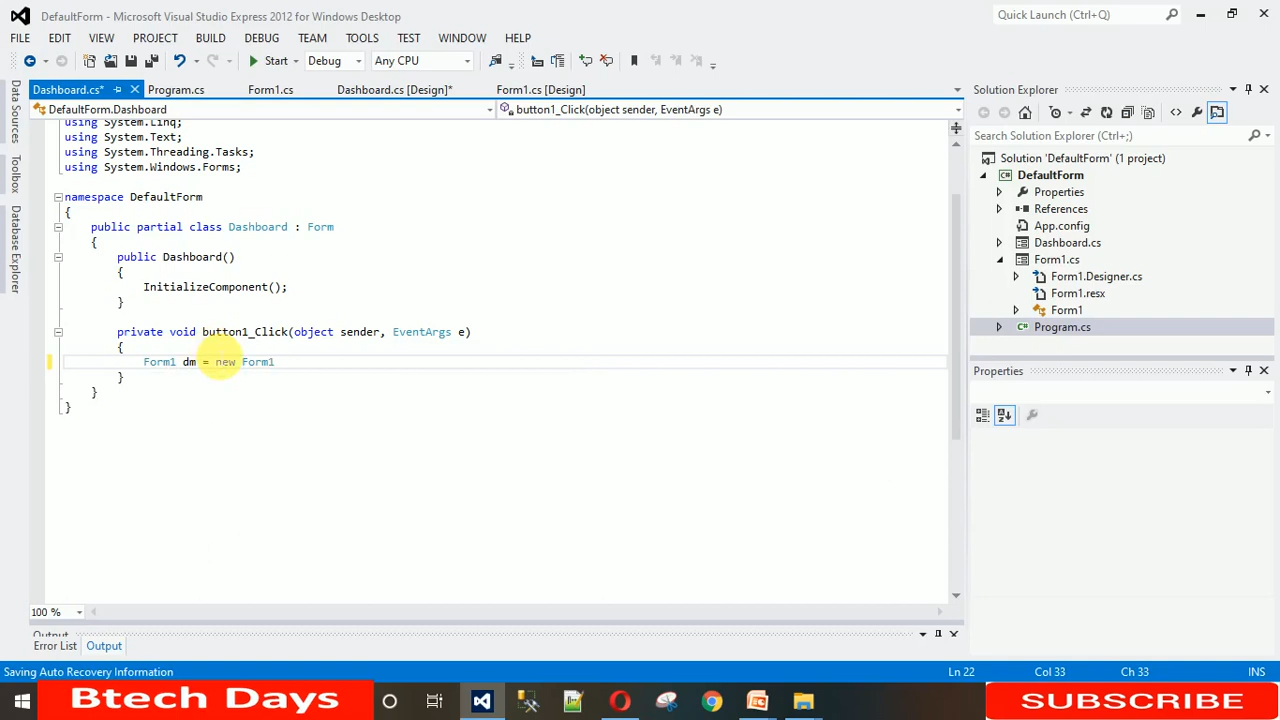 DefaultForm - Microsoft Visual Studio Express 2012 for Windows Desktop
Quick Launch (Ctrl+Q)
FILE EDIT VIEW PROJECT BUILD DEBUG TEAM TOOLS TEST WINDOW HELP
Start Debug Any CPU
Dashboard.cs* Program.cs Form1.cs Dashboard.cs [Design]* Form1.cs [Design]
DefaultForm.Dashboard button1_Click(object sender, EventArgs e)
Data Sources
Toolbox
Database Explorer
using System.Linq;
using System.Text;
using System.Threading.Tasks;
using System.Windows.Forms;
namespace DefaultForm
{
public partial class Dashboard : Form
{
public Dashboard()
{
InitializeComponent();
}
private void button1_Click(object sender, EventArgs e)
{
Form1 dm = new Form1
}
}
}
100 %
Output
Error List Output
Solution Explorer
Search Solution Explorer (Ctrl+;)
Solution 'DefaultForm' (1 project)
DefaultForm
Properties
References
App.config
Dashboard.cs
Form1.cs
Form1.Designer.cs
Form1.resx
Form1
Program.cs
Properties
Saving Auto Recovery Information Ln 22 Col 33 Ch 33 INS
Btech Days
SUBSCRIBE